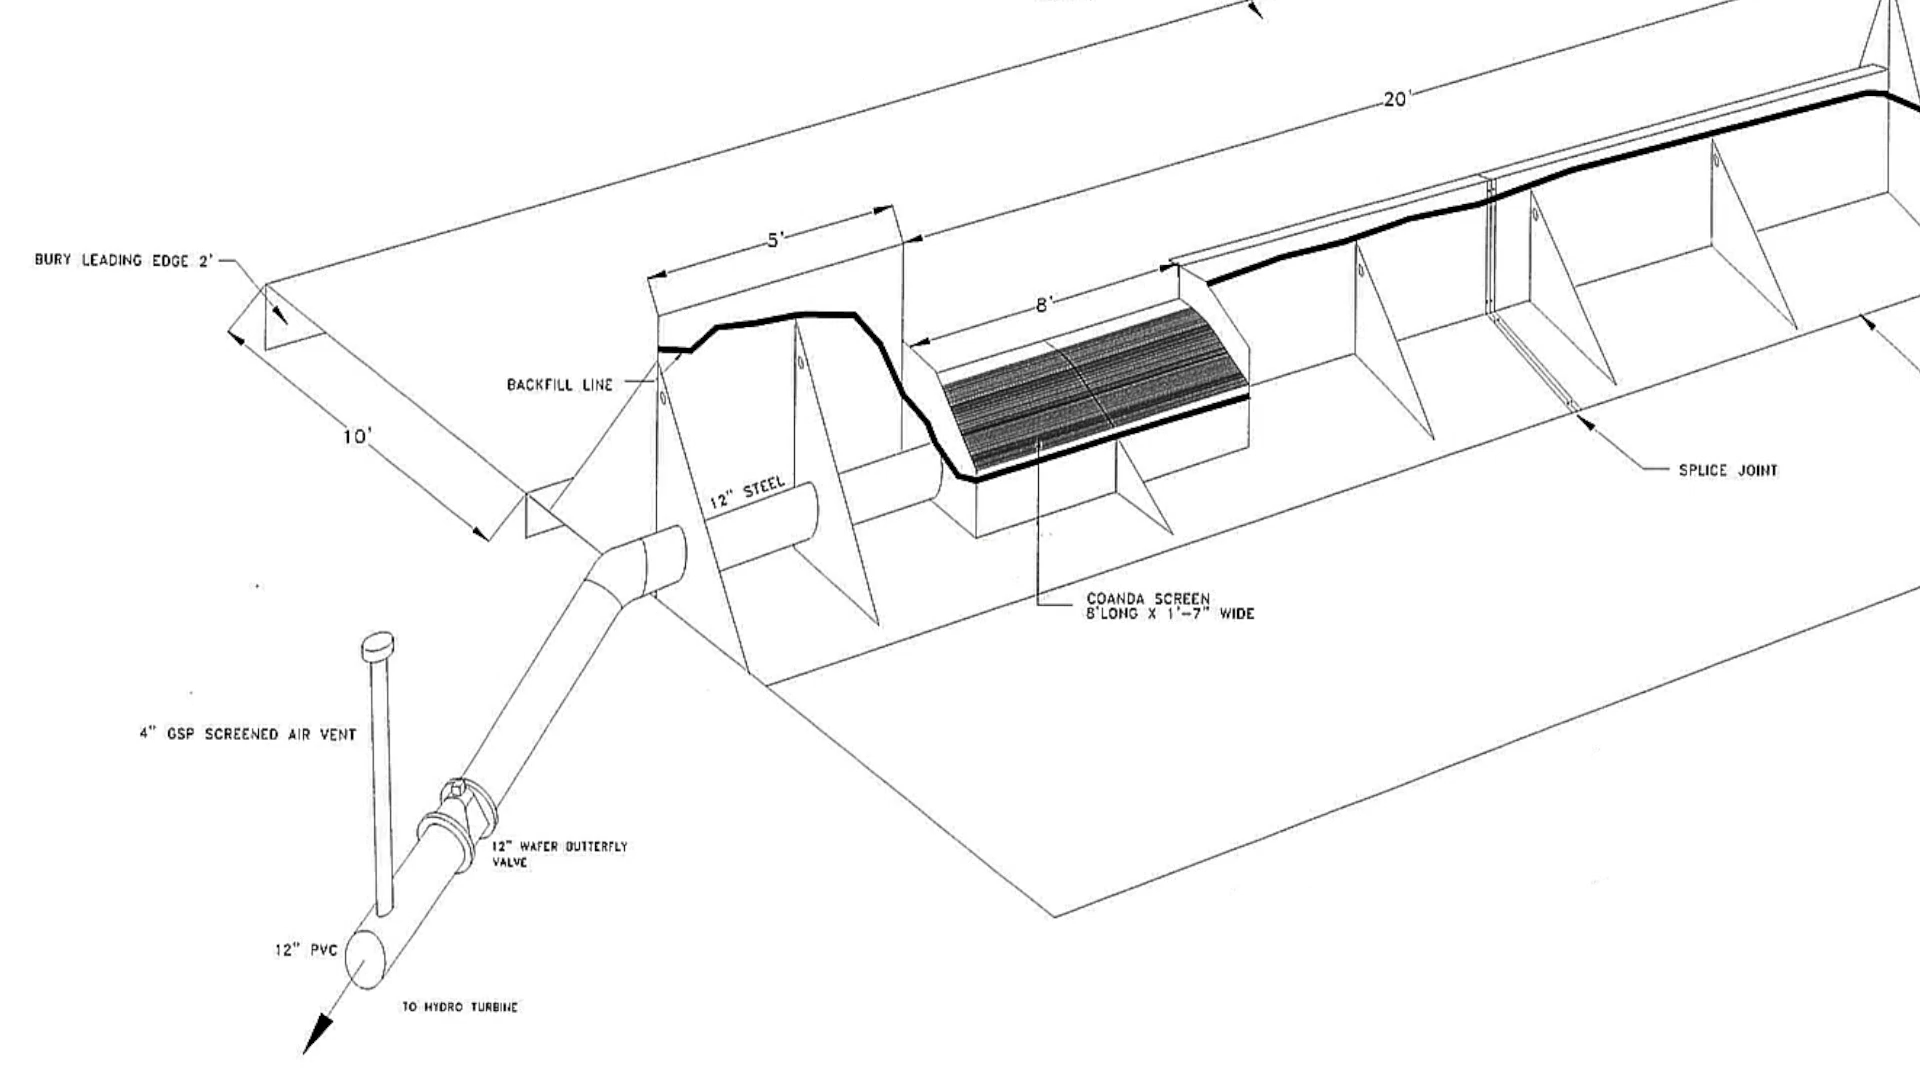 20'
5'
BURY LEADING EDGE 2'
8'
BACKFILL LINE
10'
SPLICE JOINT
12" STEEL
COANDA SCREEN
8'LONG X 1'-7" WIDE
4" GSP SCREENED AIR VENT
12" WAFER BUTTERFLY
VALVE
12" PVC
TO HYDRO TURBINE